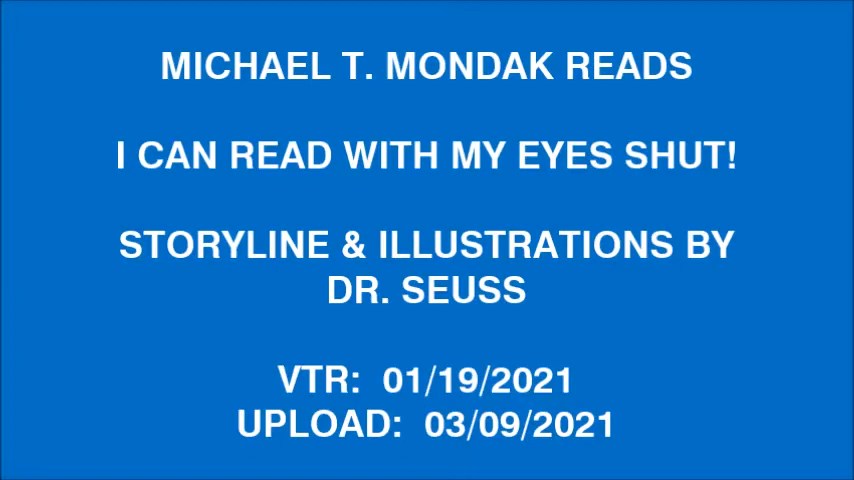 MICHAEL T. MONDAK READS
I CAN READ WITH MY EYES SHUT!
STORYLINE & ILLUSTRATIONS BY
DR. SEUSS
VTR:  01/19/2021
UPLOAD:  03/09/2021